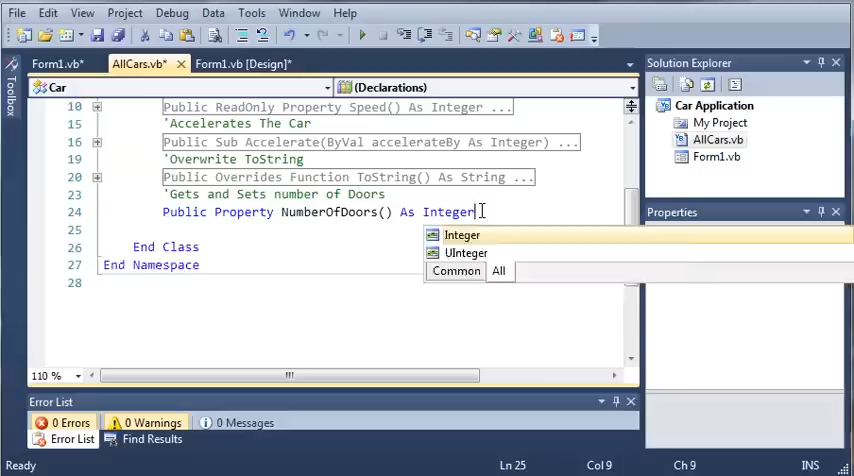 File Edit View Project Debug Data Tools Window Help
Form1.vb* AllCars.vb* Form1.vb [Design]*
Toolbox
Car (Declarations)
10 Public ReadOnly Property Speed() As Integer ...
15 'Accelerates The Car
16 Public Sub Accelerate(ByVal accelerateBy As Integer) ...
19 'Overwrite ToString
20 Public Overrides Function ToString() As String ...
23 'Gets and Sets number of Doors
24 Public Property NumberOfDoors() As Integer
25
26 End Class
27 End Namespace
28
Integer
UInteger
Common All
110 %
Solution Explorer
Car Application
My Project
AllCars.vb
Form1.vb
Properties
Error List
0 Errors 0 Warnings 0 Messages
Error List Find Results
Ready Ln 25 Col 9 Ch 9 INS